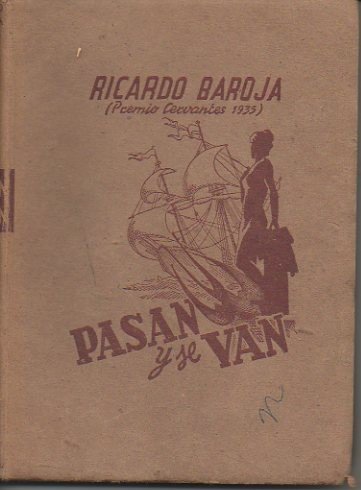 RICARDO BAROJA
(Premio Cervantes 1935)
PASAN
y se VAN